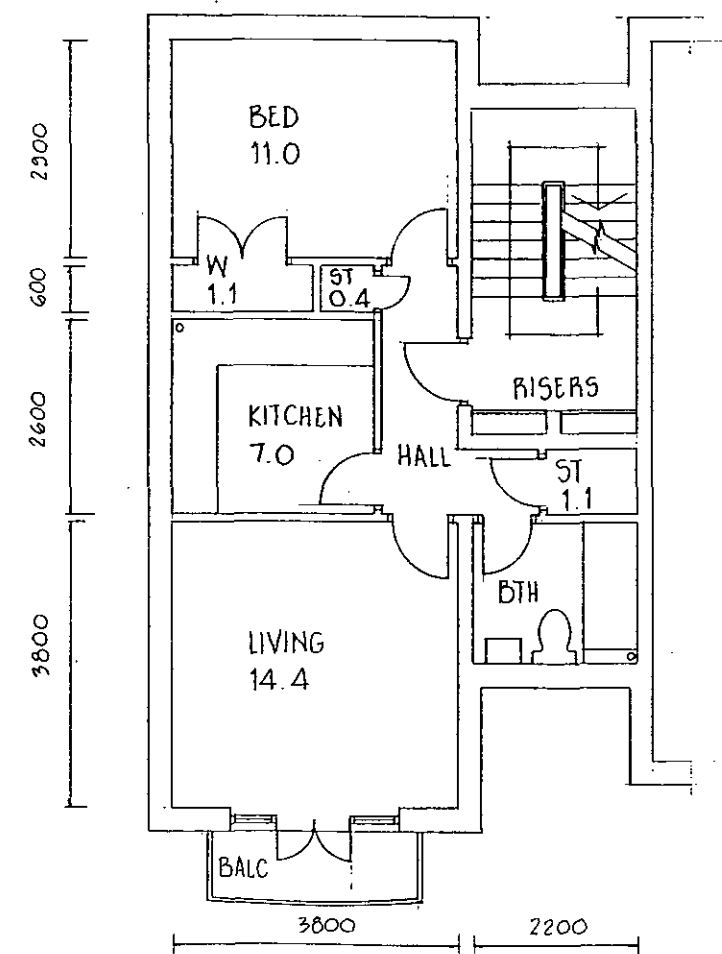 BED
11.0
2900
W
1.1
ST
0.4
600
RISERS
KITCHEN
7.0
2600
HALL
ST
1.1
BTH
LIVING
14.4
3800
BALC
3800
2200